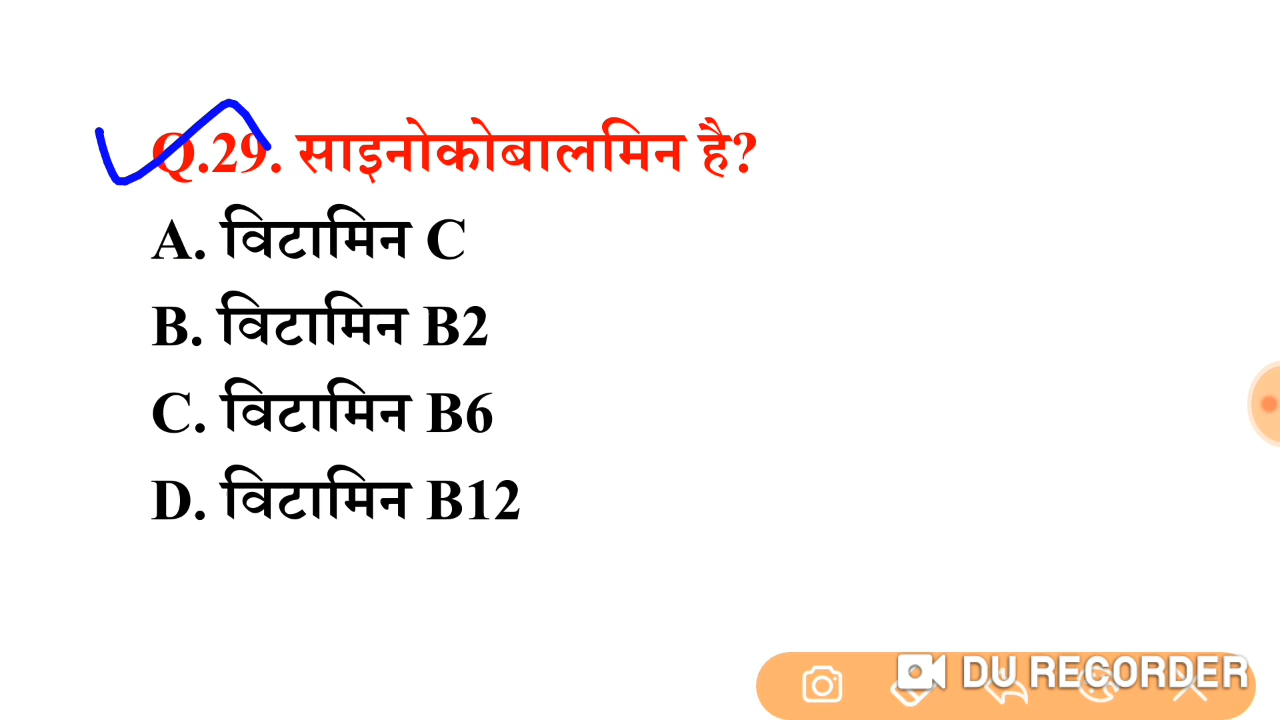 Q.29. साइनोकोबालमिन है?
A. विटामिन C
B. विटामिन B2
C. विटामिन B6
D. विटामिन B12
DU RECORDER